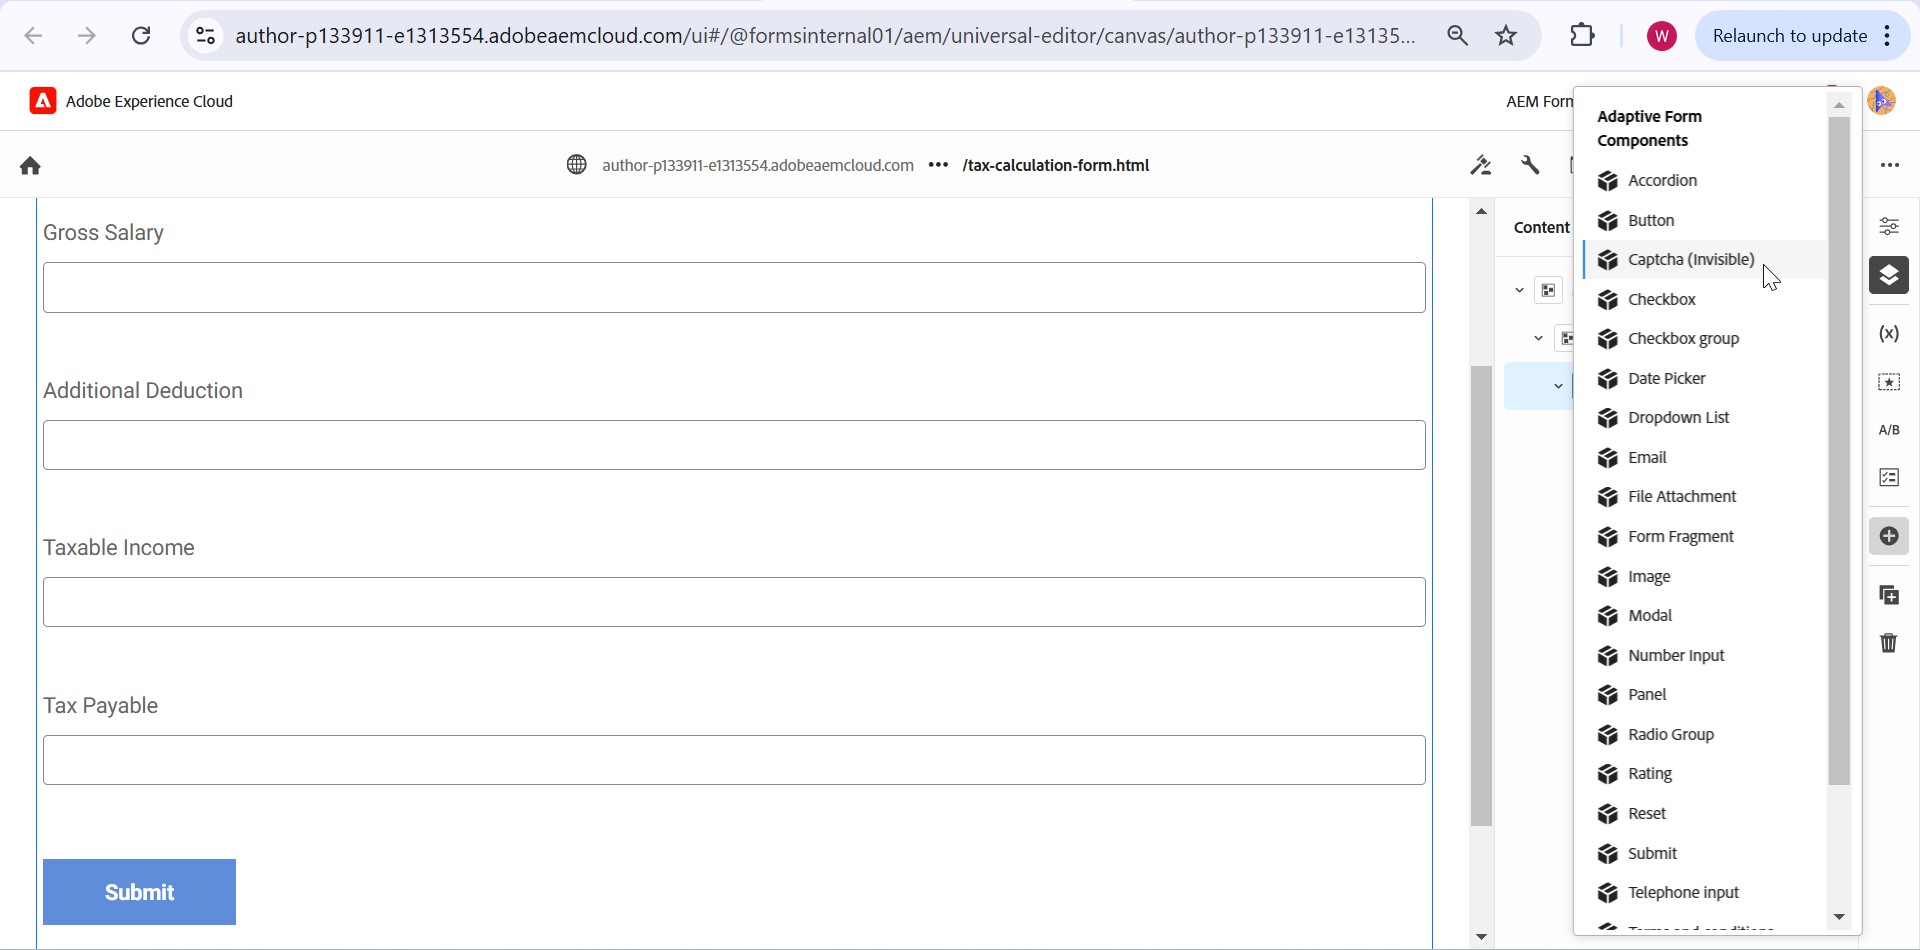 author-p133911-e1313554.adobeaemcloud.com/ui#/@formsinternal01/aem/universal-editor/canvas/author-p133911-e13135...
W
Relaunch to update
Adobe Experience Cloud
AEM Forn
author-p133911-e1313554.adobeaemcloud.com ••• /tax-calculation-form.html
Gross Salary
Additional Deduction
Taxable Income
Tax Payable
Submit
Content
Adaptive Form
Components
Accordion
Button
Captcha (Invisible)
Checkbox
Checkbox group
Date Picker
Dropdown List
Email
File Attachment
Form Fragment
Image
Modal
Number Input
Panel
Radio Group
Rating
Reset
Submit
Telephone input
Terms and conditions
(x)
A/B